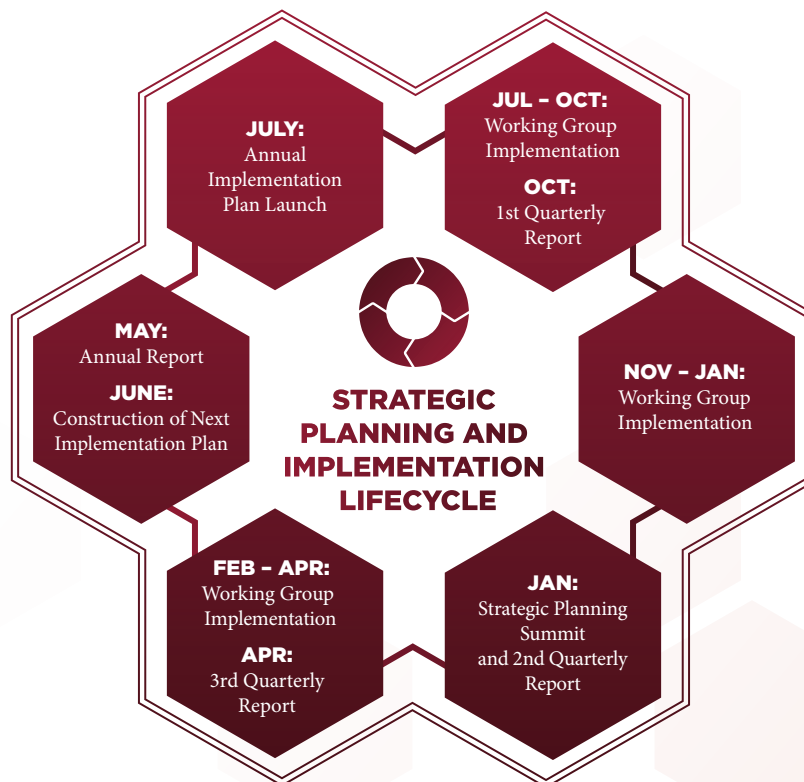 JULY:
Annual
Implementation
Plan Launch
JUL – OCT:
Working Group
Implementation
OCT:
1st Quarterly
Report
NOV – JAN:
Working Group
Implementation
JAN:
Strategic Planning
Summit
and 2nd Quarterly
Report
FEB – APR:
Working Group
Implementation
APR:
3rd Quarterly
Report
MAY:
Annual Report
JUNE:
Construction of Next
Implementation Plan
STRATEGIC
PLANNING AND
IMPLEMENTATION
LIFECYCLE